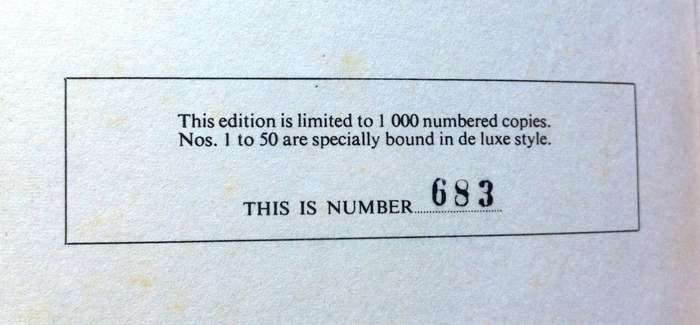 This edition is limited to 1 000 numbered copies.
Nos. 1 to 50 are specially bound in de luxe style.
THIS IS NUMBER 683